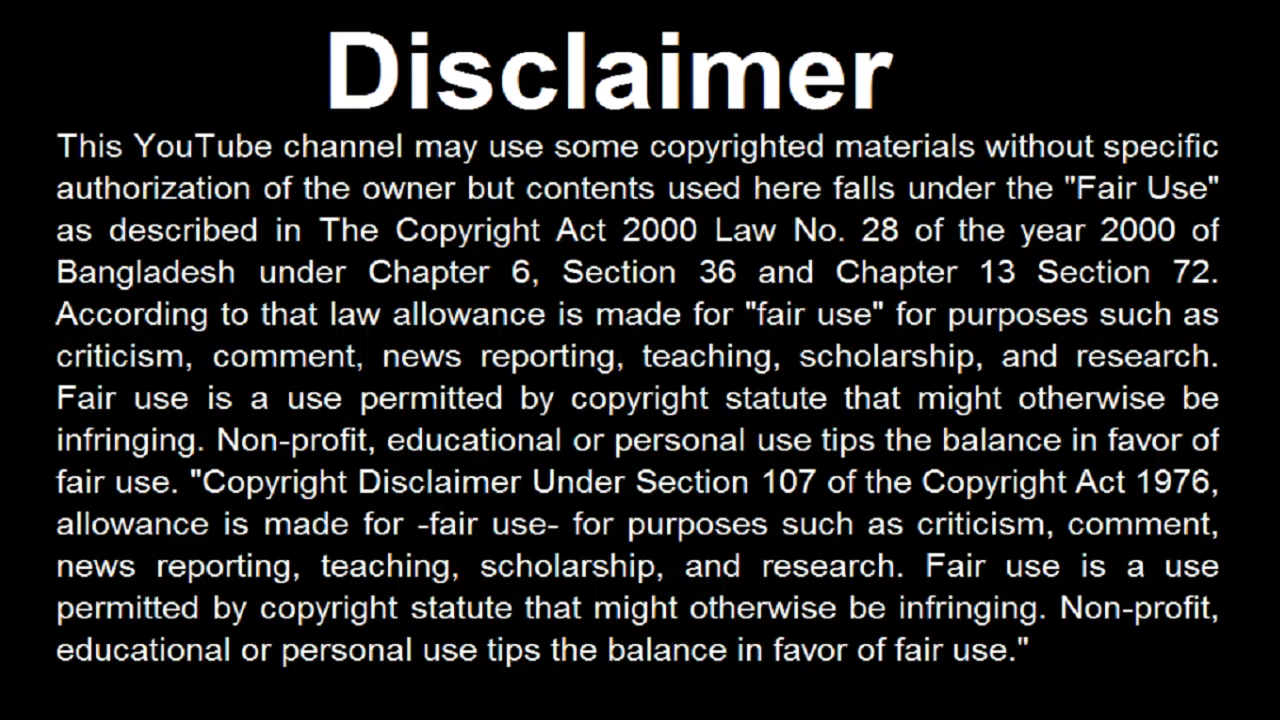 Disclaimer
This YouTube channel may use some copyrighted materials without specific
authorization of the owner but contents used here falls under the "Fair Use"
as described in The Copyright Act 2000 Law No. 28 of the year 2000 of
Bangladesh under Chapter 6, Section 36 and Chapter 13 Section 72.
According to that law allowance is made for "fair use" for purposes such as
criticism, comment, news reporting, teaching, scholarship, and research.
Fair use is a use permitted by copyright statute that might otherwise be
infringing. Non-profit, educational or personal use tips the balance in favor of
fair use. "Copyright Disclaimer Under Section 107 of the Copyright Act 1976,
allowance is made for -fair use- for purposes such as criticism, comment,
news reporting, teaching, scholarship, and research. Fair use is a use
permitted by copyright statute that might otherwise be infringing. Non-profit,
educational or personal use tips the balance in favor of fair use."